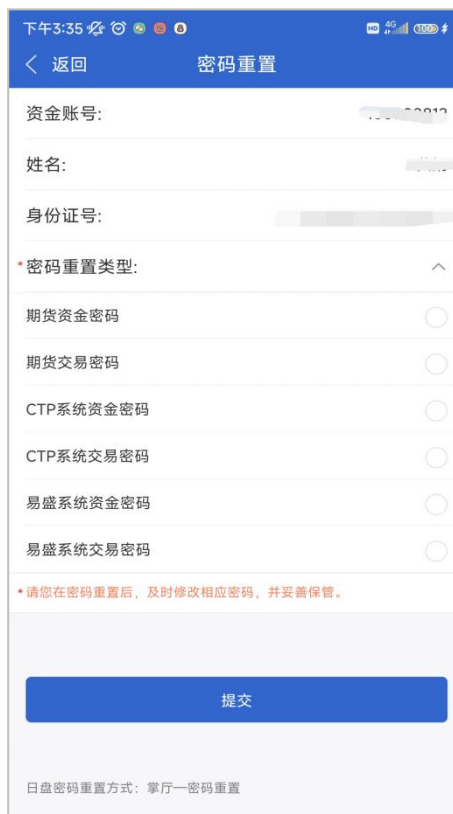 下午3:35
HD 4G 100
返回 密码重置
资金账号:
姓名:
身份证号:
*密码重置类型:
期货资金密码
期货交易密码
CTP系统资金密码
CTP系统交易密码
易盛系统资金密码
易盛系统交易密码
*请您在密码重置后，及时修改相应密码，并妥善保管。
提交
日盘密码重置方式：掌厅一密码重置